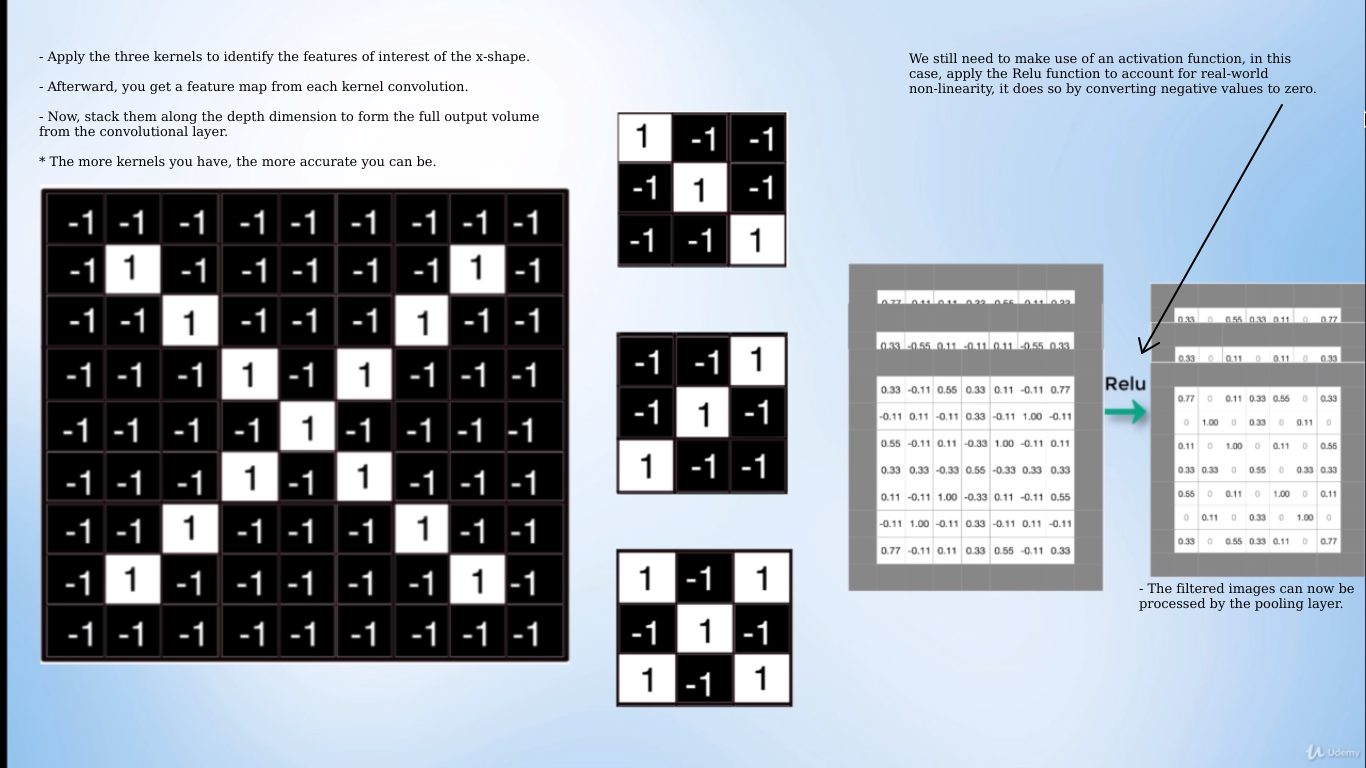 - Apply the three kernels to identify the features of interest of the x-shape.
- Afterward, you get a feature map from each kernel convolution.
- Now, stack them along the depth dimension to form the full output volume
from the convolutional layer.
* The more kernels you have, the more accurate you can be.
-1 -1 -1 -1 -1 -1 -1 -1 -1
-1 1 -1 -1 -1 -1 -1 1 -1
-1 -1 1 -1 -1 -1 1 -1 -1
-1 -1 -1 1 -1 1 -1 -1 -1
-1 -1 -1 -1 1 -1 -1 -1 -1
-1 -1 -1 1 -1 1 -1 -1 -1
-1 -1 1 -1 -1 -1 1 -1 -1
-1 1 -1 -1 -1 -1 -1 1 -1
-1 -1 -1 -1 -1 -1 -1 -1 -1
1 -1 -1
-1 1 -1
-1 -1 1
-1 -1 1
-1 1 -1
1 -1 -1
1 -1 1
-1 1 -1
1 -1 1
We still need to make use of an activation function, in this
case, apply the Relu function to account for real-world
non-linearity, it does so by converting negative values to zero.
0.77 -0.11 0.11 0.33 0.55 -0.11 0.33
0.33 -0.55 0.11 -0.11 0.11 -0.55 0.33
0.33 -0.11 0.55 0.33 0.11 -0.11 0.77
-0.11 0.11 -0.11 0.33 -0.11 1.00 -0.11
0.55 -0.11 0.11 -0.33 1.00 -0.11 0.11
0.33 0.33 -0.33 0.55 -0.33 0.33 0.33
0.11 -0.11 1.00 -0.33 0.11 -0.11 0.55
-0.11 1.00 -0.11 0.33 -0.11 0.11 -0.11
0.77 -0.11 0.11 0.33 0.55 -0.11 0.33
Relu
0.33 0 0.55 0.33 0.11 0 0.77
0.33 0 0.11 0 0.11 0 0.33
0.77 0 0.11 0.33 0.55 0 0.33
0 1.00 0 0.33 0 0.11 0
0.11 0 1.00 0 0.11 0 0.55
0.33 0.33 0 0.55 0 0.33 0.33
0.55 0 0.11 0 1.00 0 0.11
0 0.11 0 0.33 0 1.00 0
0.33 0 0.55 0.33 0.11 0 0.77
- The filtered images can now be
processed by the pooling layer.
Udemy